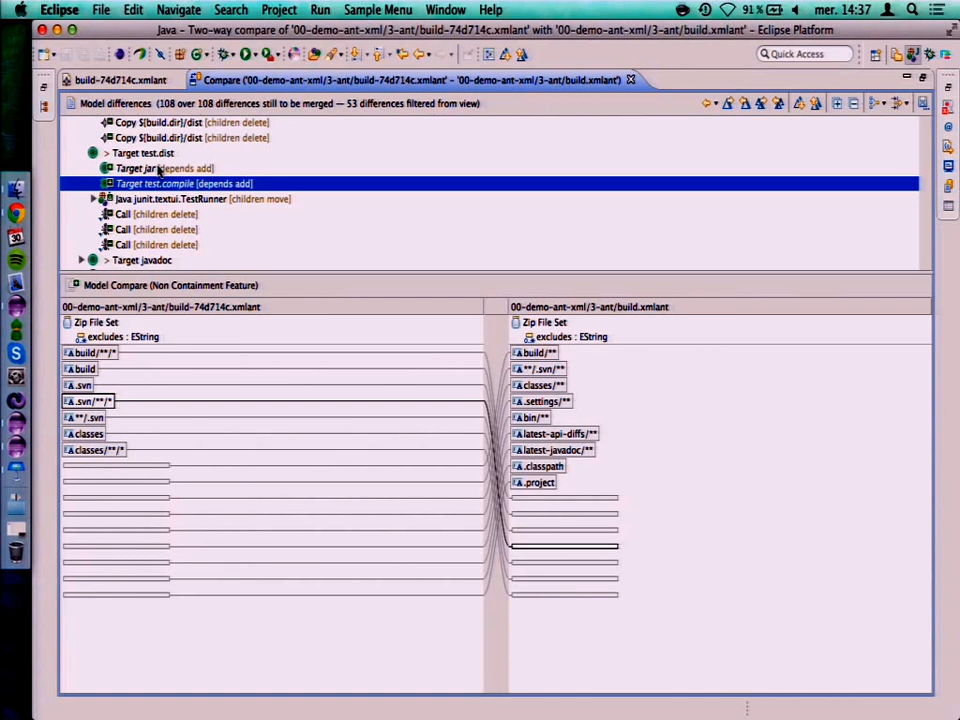 Eclipse File Edit Navigate Search Project Run Sample Menu Window Help 91 % mer. 14:37
Java - Two-way compare of '00-demo-ant-xml/3-ant/build-74d714c.xmlant' with '00-demo-ant-xml/3-ant/build.xmlant' - Eclipse Platform
Quick Access
build-74d714c.xmlant
Compare ('00-demo-ant-xml/3-ant/build-74d714c.xmlant' - '00-demo-ant-xml/3-ant/build.xmlant')
Model differences (108 over 108 differences still to be merged — 53 differences filtered from view)
Copy ${build.dir}/dist [children delete]
Copy ${build.dir}/dist [children delete]
> Target test.dist
Target jar [depends add]
Target test.compile [depends add]
Java junit.textui.TestRunner [children move]
Call [children delete]
Call [children delete]
Call [children delete]
> Target javadoc
Model Compare (Non Containment Feature)
00-demo-ant-xml/3-ant/build-74d714c.xmlant
Zip File Set
excludes : EString
build/**/*
build
.svn
.svn/**/*
**/.svn
classes
classes/**/*
00-demo-ant-xml/3-ant/build.xmlant
Zip File Set
excludes : EString
build/**
**/.svn/**
classes/**
.settings/**
bin/**
latest-api-diffs/**
latest-javadoc/**
.classpath
.project